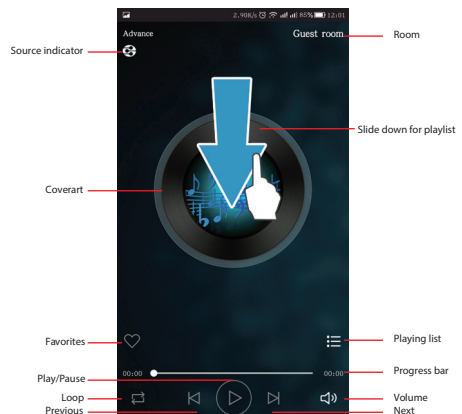 2.90K/s 85% 12:01
Advance
Guest room
Room
Source indicator
Slide down for playlist
Coverart
Favorites
Playing list
00:00
00:00
Progress bar
Play/Pause
Loop
Volume
Previous
Next